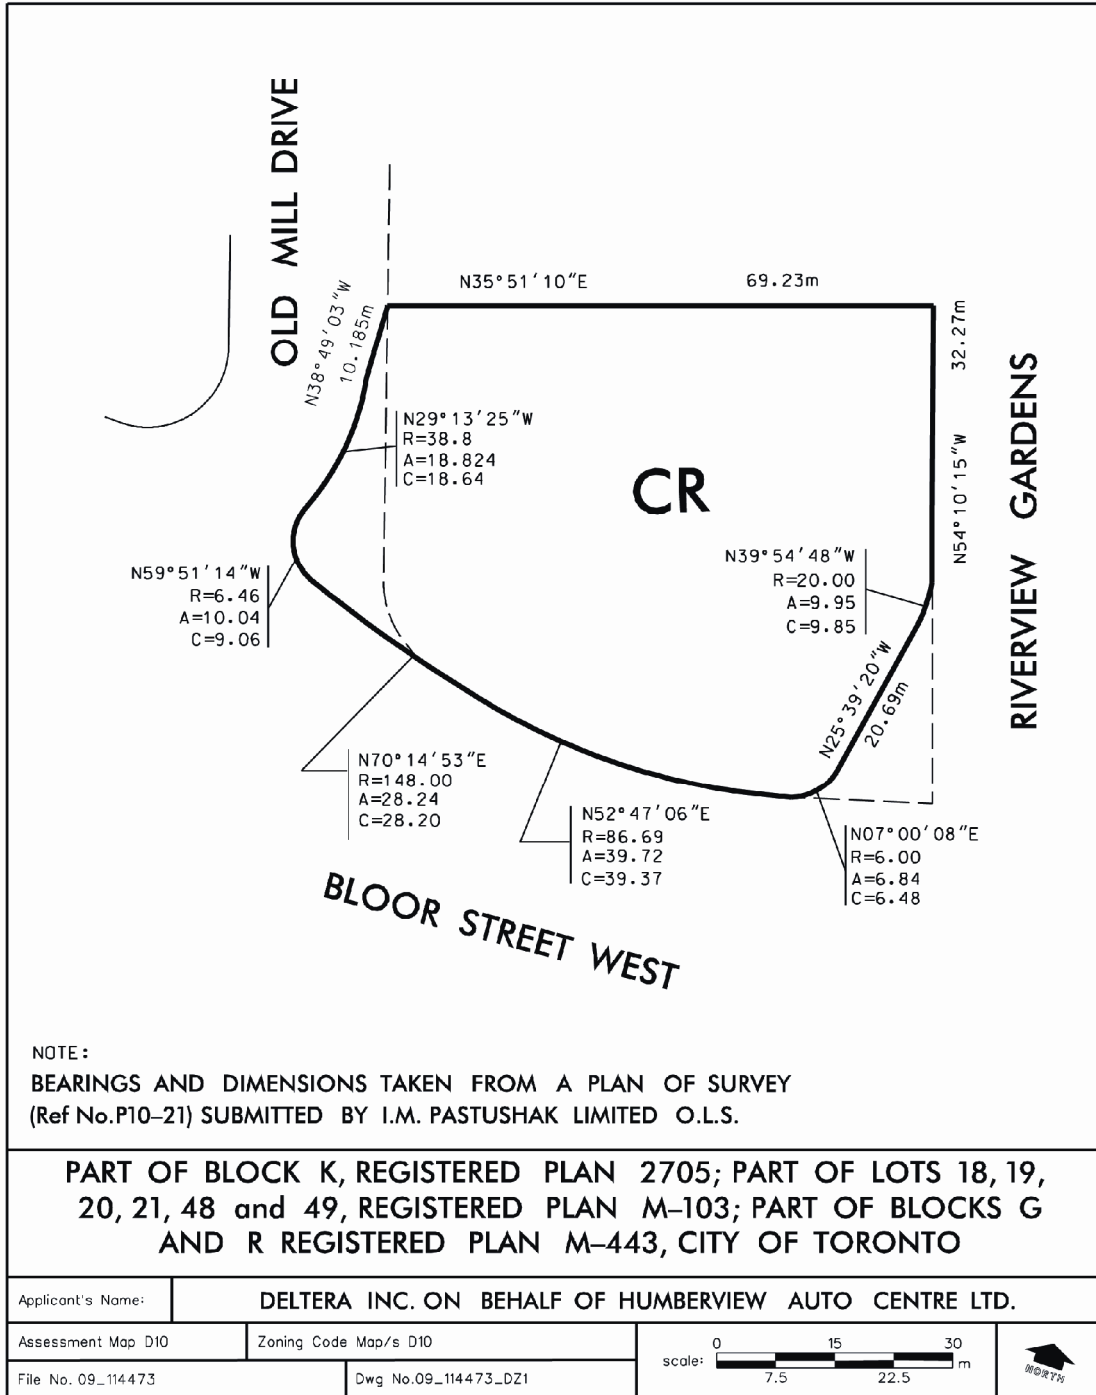 OLD MILL DRIVE
N35°51'10"E 69.23m
N38°49'03"W
10.185m
32.27m
N29°13'25"W
R=38.8
A=18.824
C=18.64
CR
N54°10'15"W
RIVERVIEW GARDENS
N39°54'48"W
R=20.00
A=9.95
C=9.85
N59°51'14"W
R=6.46
A=10.04
C=9.06
N25°39'20"W
20.69m
N70°14'53"E
R=148.00
A=28.24
C=28.20
N52°47'06"E
R=86.69
A=39.72
C=39.37
N07°00'08"E
R=6.00
A=6.84
C=6.48
BLOOR STREET WEST
NOTE:
BEARINGS AND DIMENSIONS TAKEN FROM A PLAN OF SURVEY
(Ref No.P10-21) SUBMITTED BY I.M. PASTUSHAK LIMITED O.L.S.
PART OF BLOCK K, REGISTERED PLAN 2705; PART OF LOTS 18, 19,
20, 21, 48 and 49, REGISTERED PLAN M-103; PART OF BLOCKS G
AND R REGISTERED PLAN M-443, CITY OF TORONTO
Applicant's Name: DELTERA INC. ON BEHALF OF HUMBERVIEW AUTO CENTRE LTD.
Assessment Map D10 Zoning Code Map/s D10
File No. 09_114473 Dwg No.09_114473_DZ1
0 15 30
scale: m
7.5 22.5
NORTH